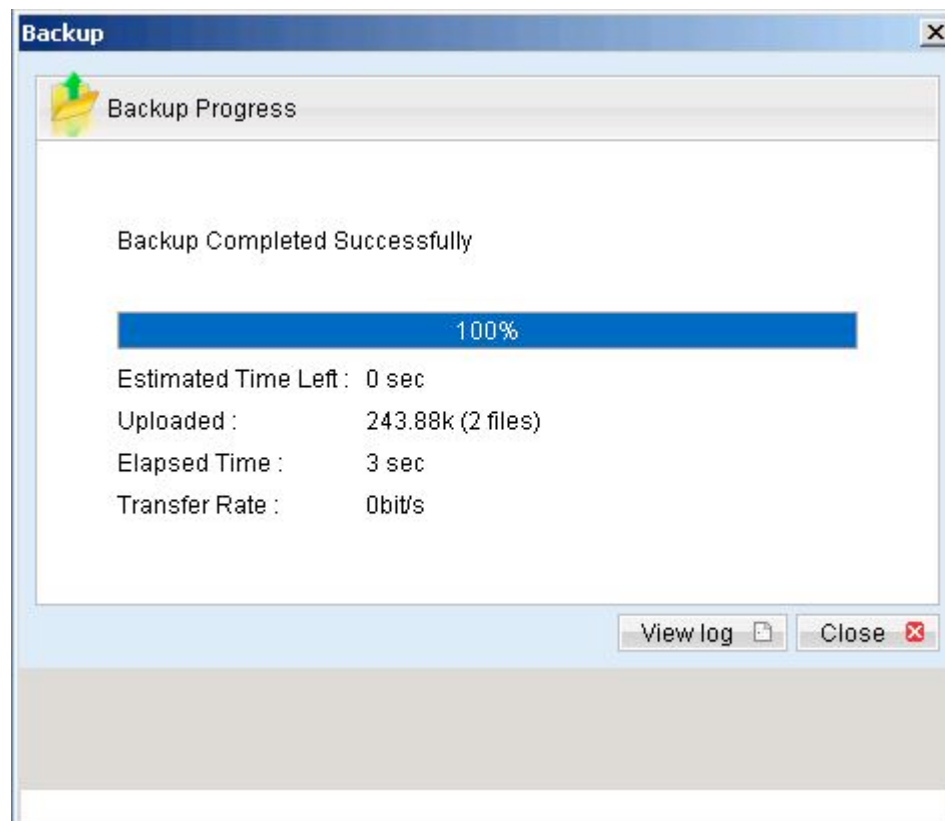 Backup
Backup Progress
Backup Completed Successfully
100%
Estimated Time Left : 0 sec
Uploaded : 243.88k (2 files)
Elapsed Time : 3 sec
Transfer Rate : 0bit/s
View log Close